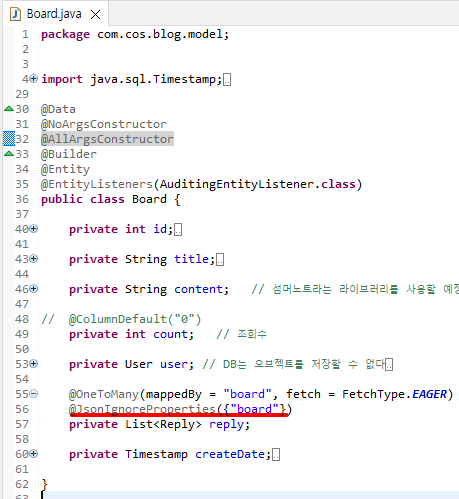 Board.java
1 package com.cos.blog.model;
2
3
4 import java.sql.Timestamp;
30
30 @Data
31 @NoArgsConstructor
32 @AllArgsConstructor
33 @Builder
34 @Entity
35 @EntityListeners(AuditingEntityListener.class)
36 public class Board {
37
40 private int id;
41
43 private String title;
44
46 private String content; // 섬머노트라는 라이브러리를 사용할 예정
47
48 // @ColumnDefault("0")
49 private int count; // 조회수
50
53 private User user; // DB는 오브젝트를 저장할 수 없다
54
55 @OneToMany(mappedBy = "board", fetch = FetchType.EAGER)
56 @JsonIgnoreProperties({"board"})
57 private List<Reply> reply;
58
60 private Timestamp createDate;
61
62 }
63